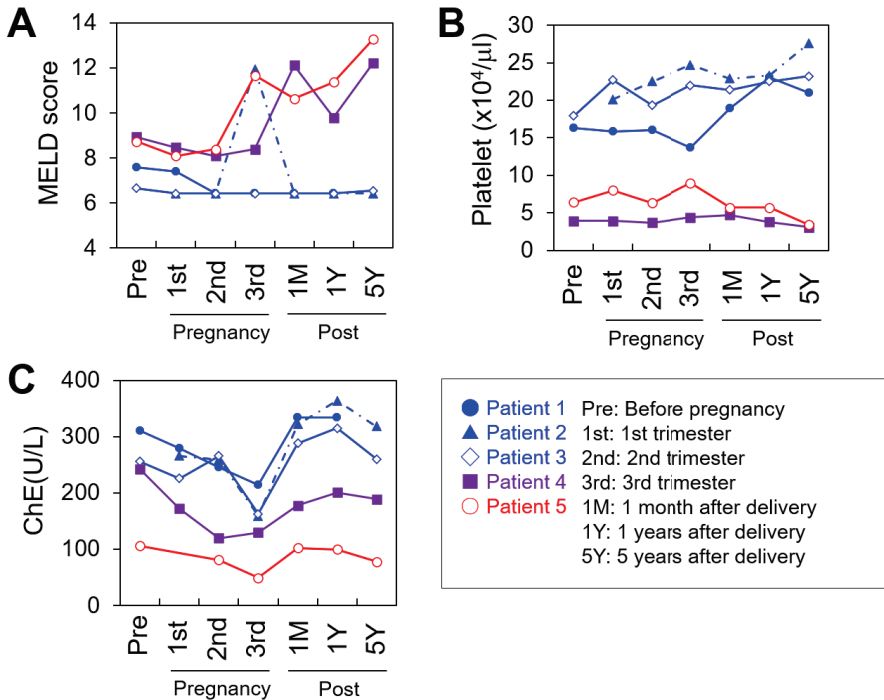 A
MELD score
14
12
10
8
6
4
Pre
1st
2nd
3rd
1M
1Y
5Y
Pregnancy
Post
B
Platelet (x10⁴/μl)
30
25
20
15
10
5
0
Pre
1st
2nd
3rd
1M
1Y
5Y
Pregnancy
Post
C
ChE(U/L)
400
300
200
100
0
Pre
1st
2nd
3rd
1M
1Y
5Y
Pregnancy
Post
Patient 1 Pre: Before pregnancy
Patient 2 1st: 1st trimester
Patient 3 2nd: 2nd trimester
Patient 4 3rd: 3rd trimester
Patient 5 1M: 1 month after delivery
1Y: 1 years after delivery
5Y: 5 years after delivery